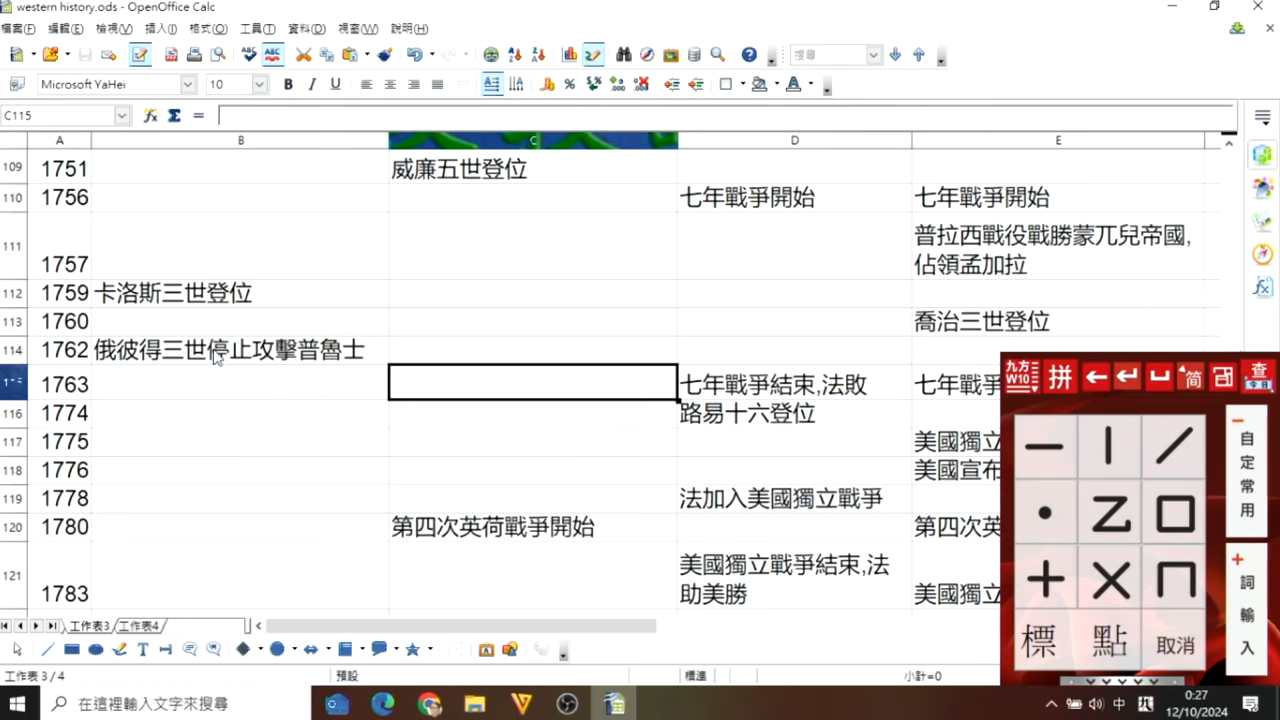 western history.ods - OpenOffice Calc
檔案(F) 編輯(E) 檢視(V) 插入(I) 格式(O) 工具(T) 資料(D) 視窗(W) 說明(H)
搜尋
Microsoft YaHei 10
C115
A B C D E
109 1751 威廉五世登位
110 1756 七年戰爭開始 七年戰爭開始
111 1757 普拉西戰役戰勝蒙兀兒帝國,
佔領孟加拉
112 1759 卡洛斯三世登位
113 1760 喬治三世登位
114 1762 俄彼得三世停止攻擊普魯士
1763 七年戰爭結束,法敗 七年戰爭
116 1774 路易十六登位
117 1775 美國獨立
118 1776 美國宣布
119 1778 法加入美國獨立戰爭
120 1780 第四次英荷戰爭開始 第四次英
121 1783 美國獨立戰爭結束,法
助美勝 美國獨立
九方
W10 拼 简 查
今日
自定常用
詞輸入
標 點 取消
工作表3 工作表4
工作表 3 / 4 預設 標準 小計=0
在這裡輸入文字來搜尋
中
0:27
12/10/2024